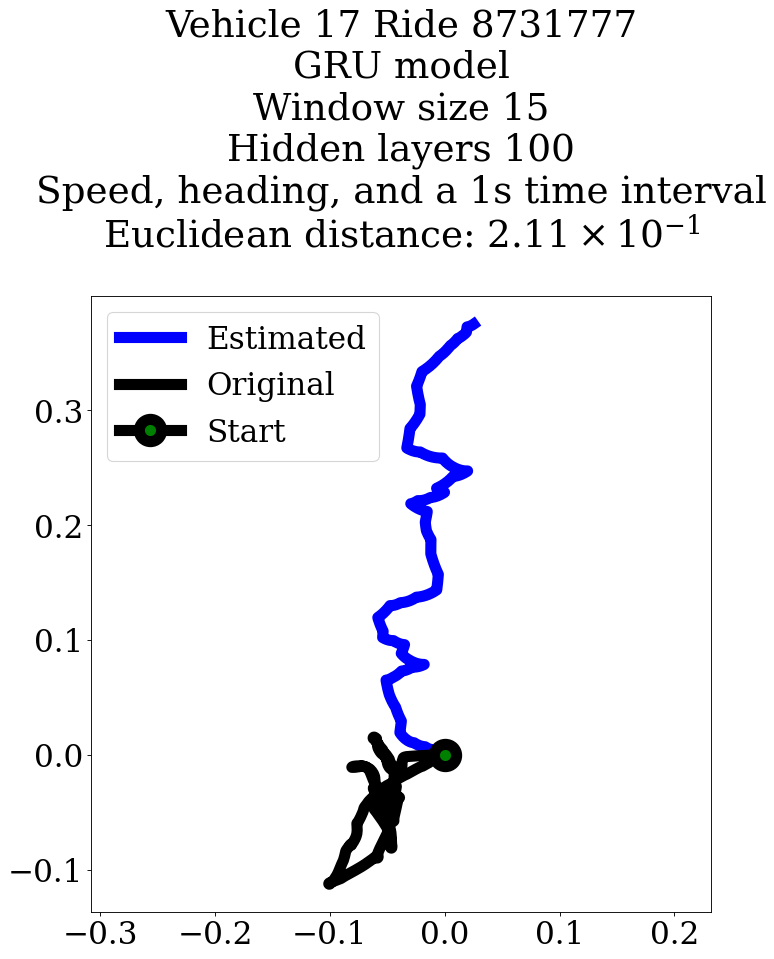 Vehicle 17 Ride 8731777
GRU model
Window size 15
Hidden layers 100
Speed, heading, and a 1s time interval
Euclidean distance: 2.11 × 10⁻¹
Estimated
Original
Start
0.3
0.2
0.1
0.0
−0.1
−0.3 −0.2 −0.1 0.0 0.1 0.2